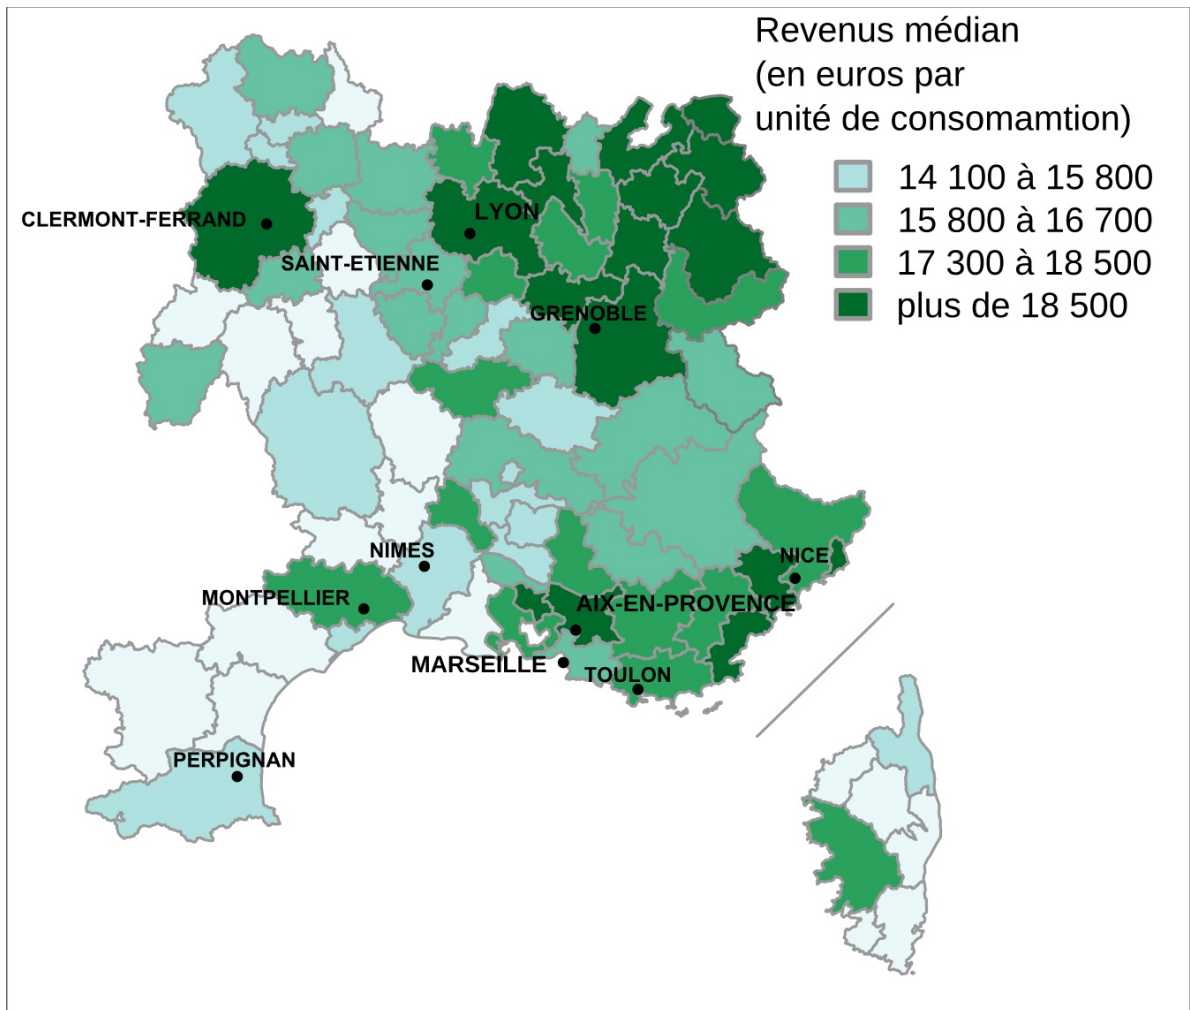 Revenus médian
(en euros par
unité de consomamtion)
14 100 à 15 800
15 800 à 16 700
17 300 à 18 500
plus de 18 500
CLERMONT-FERRAND
LYON
SAINT-ETIENNE
GRENOBLE
NIMES
NICE
MONTPELLIER
AIX-EN-PROVENCE
MARSEILLE
TOULON
PERPIGNAN